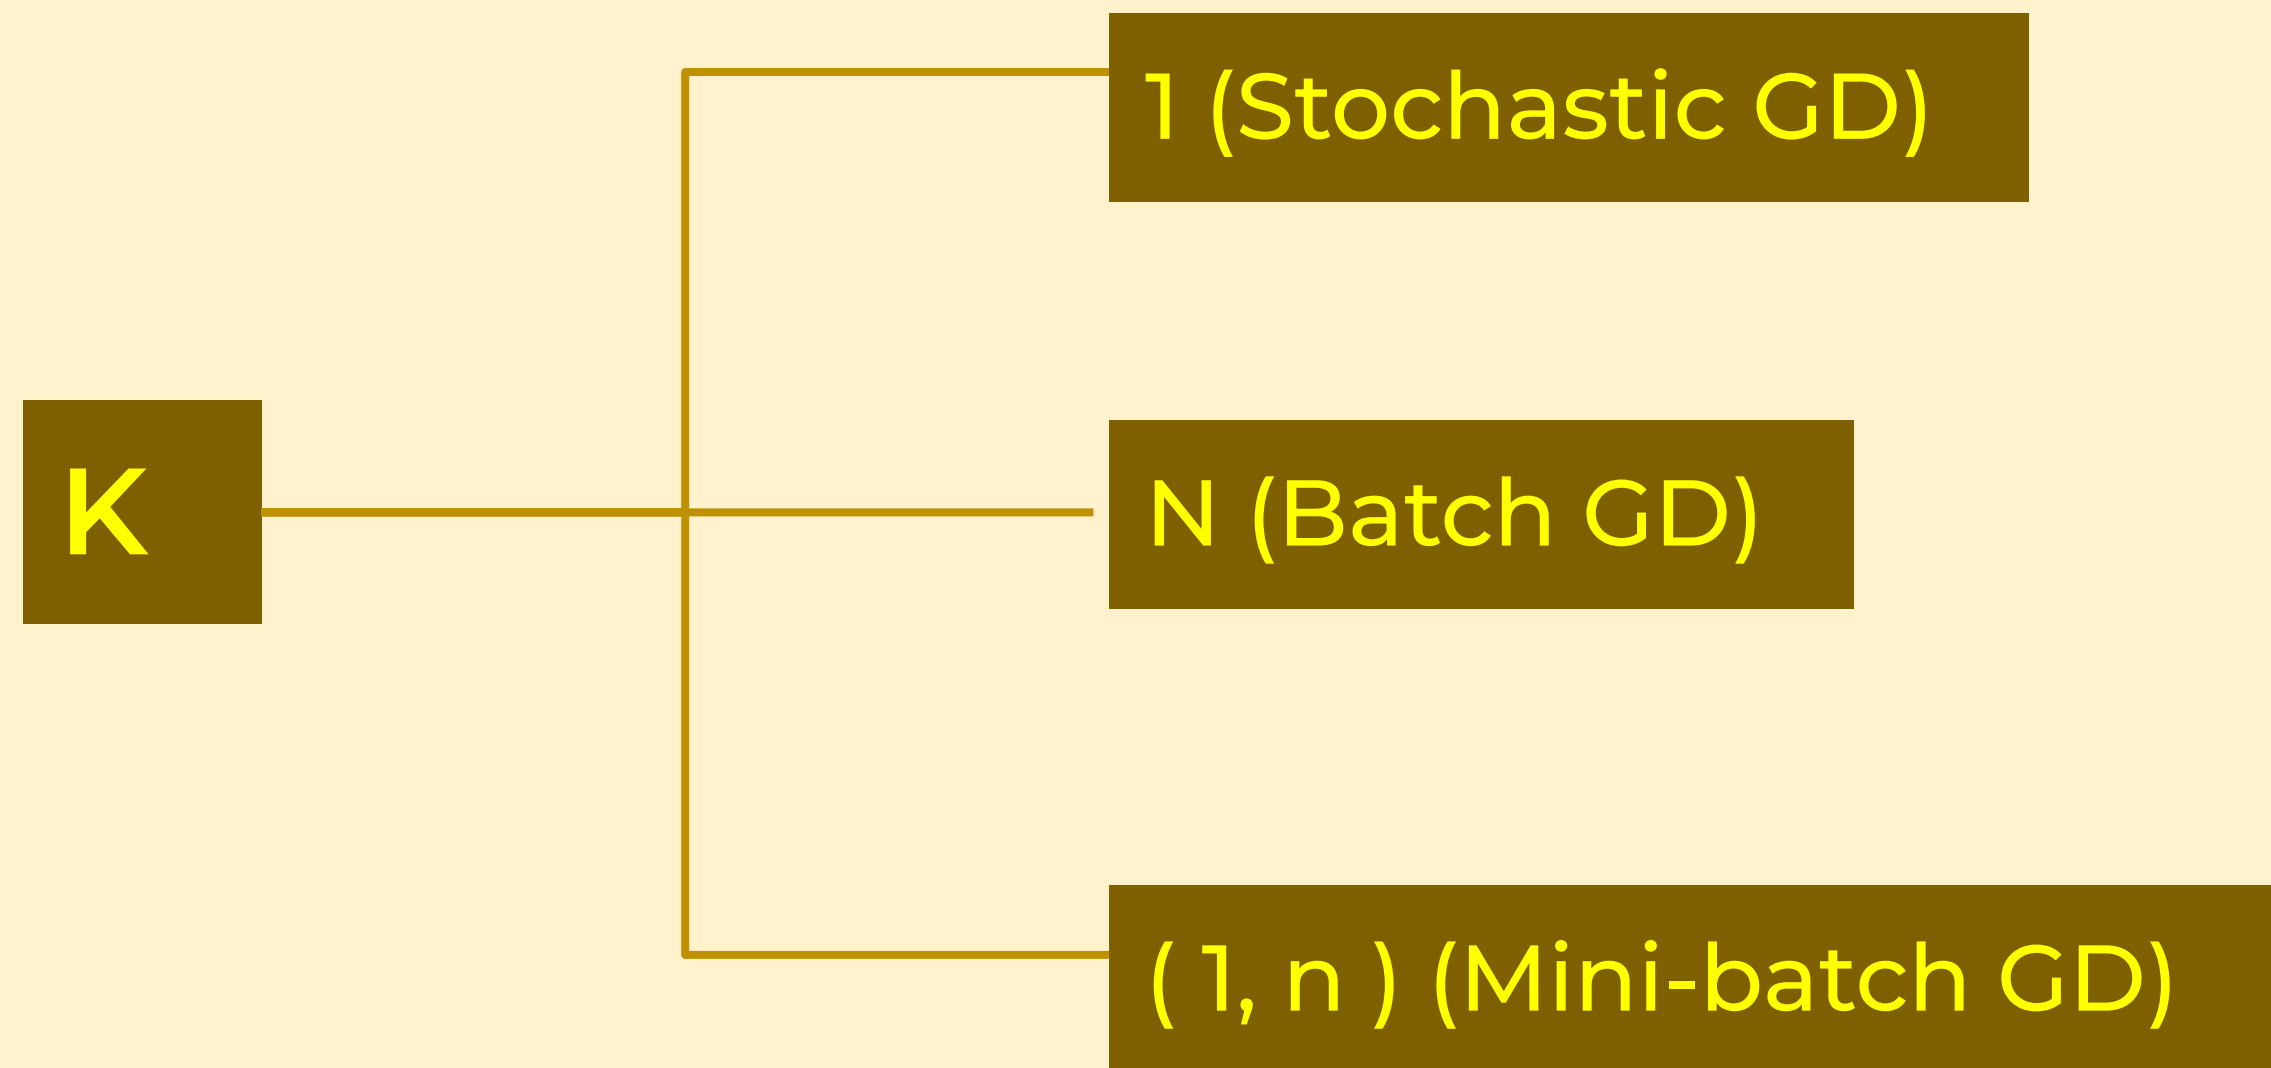 1 (Stochastic GD)
K
N (Batch GD)
( 1, n ) (Mini-batch GD)